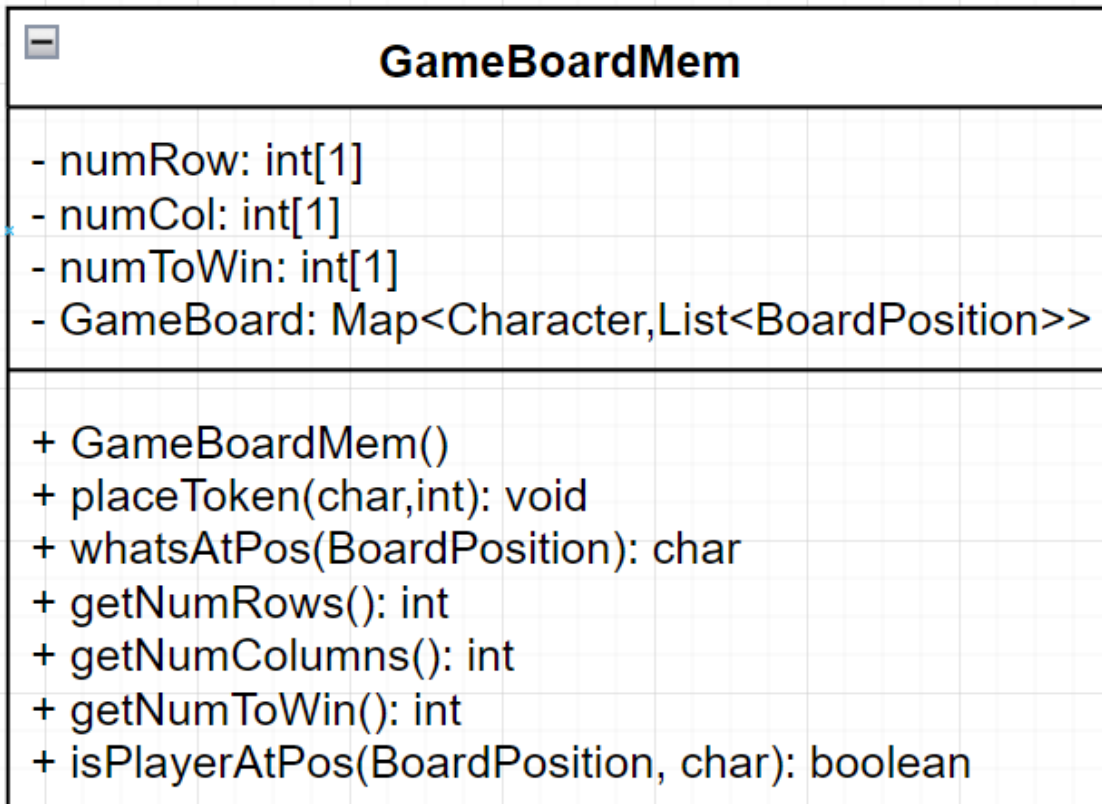 GameBoardMem
- numRow: int[1]
- numCol: int[1]
- numToWin: int[1]
- GameBoard: Map<Character,List<BoardPosition>>
+ GameBoardMem()
+ placeToken(char,int): void
+ whatsAtPos(BoardPosition): char
+ getNumRows(): int
+ getNumColumns(): int
+ getNumToWin(): int
+ isPlayerAtPos(BoardPosition, char): boolean